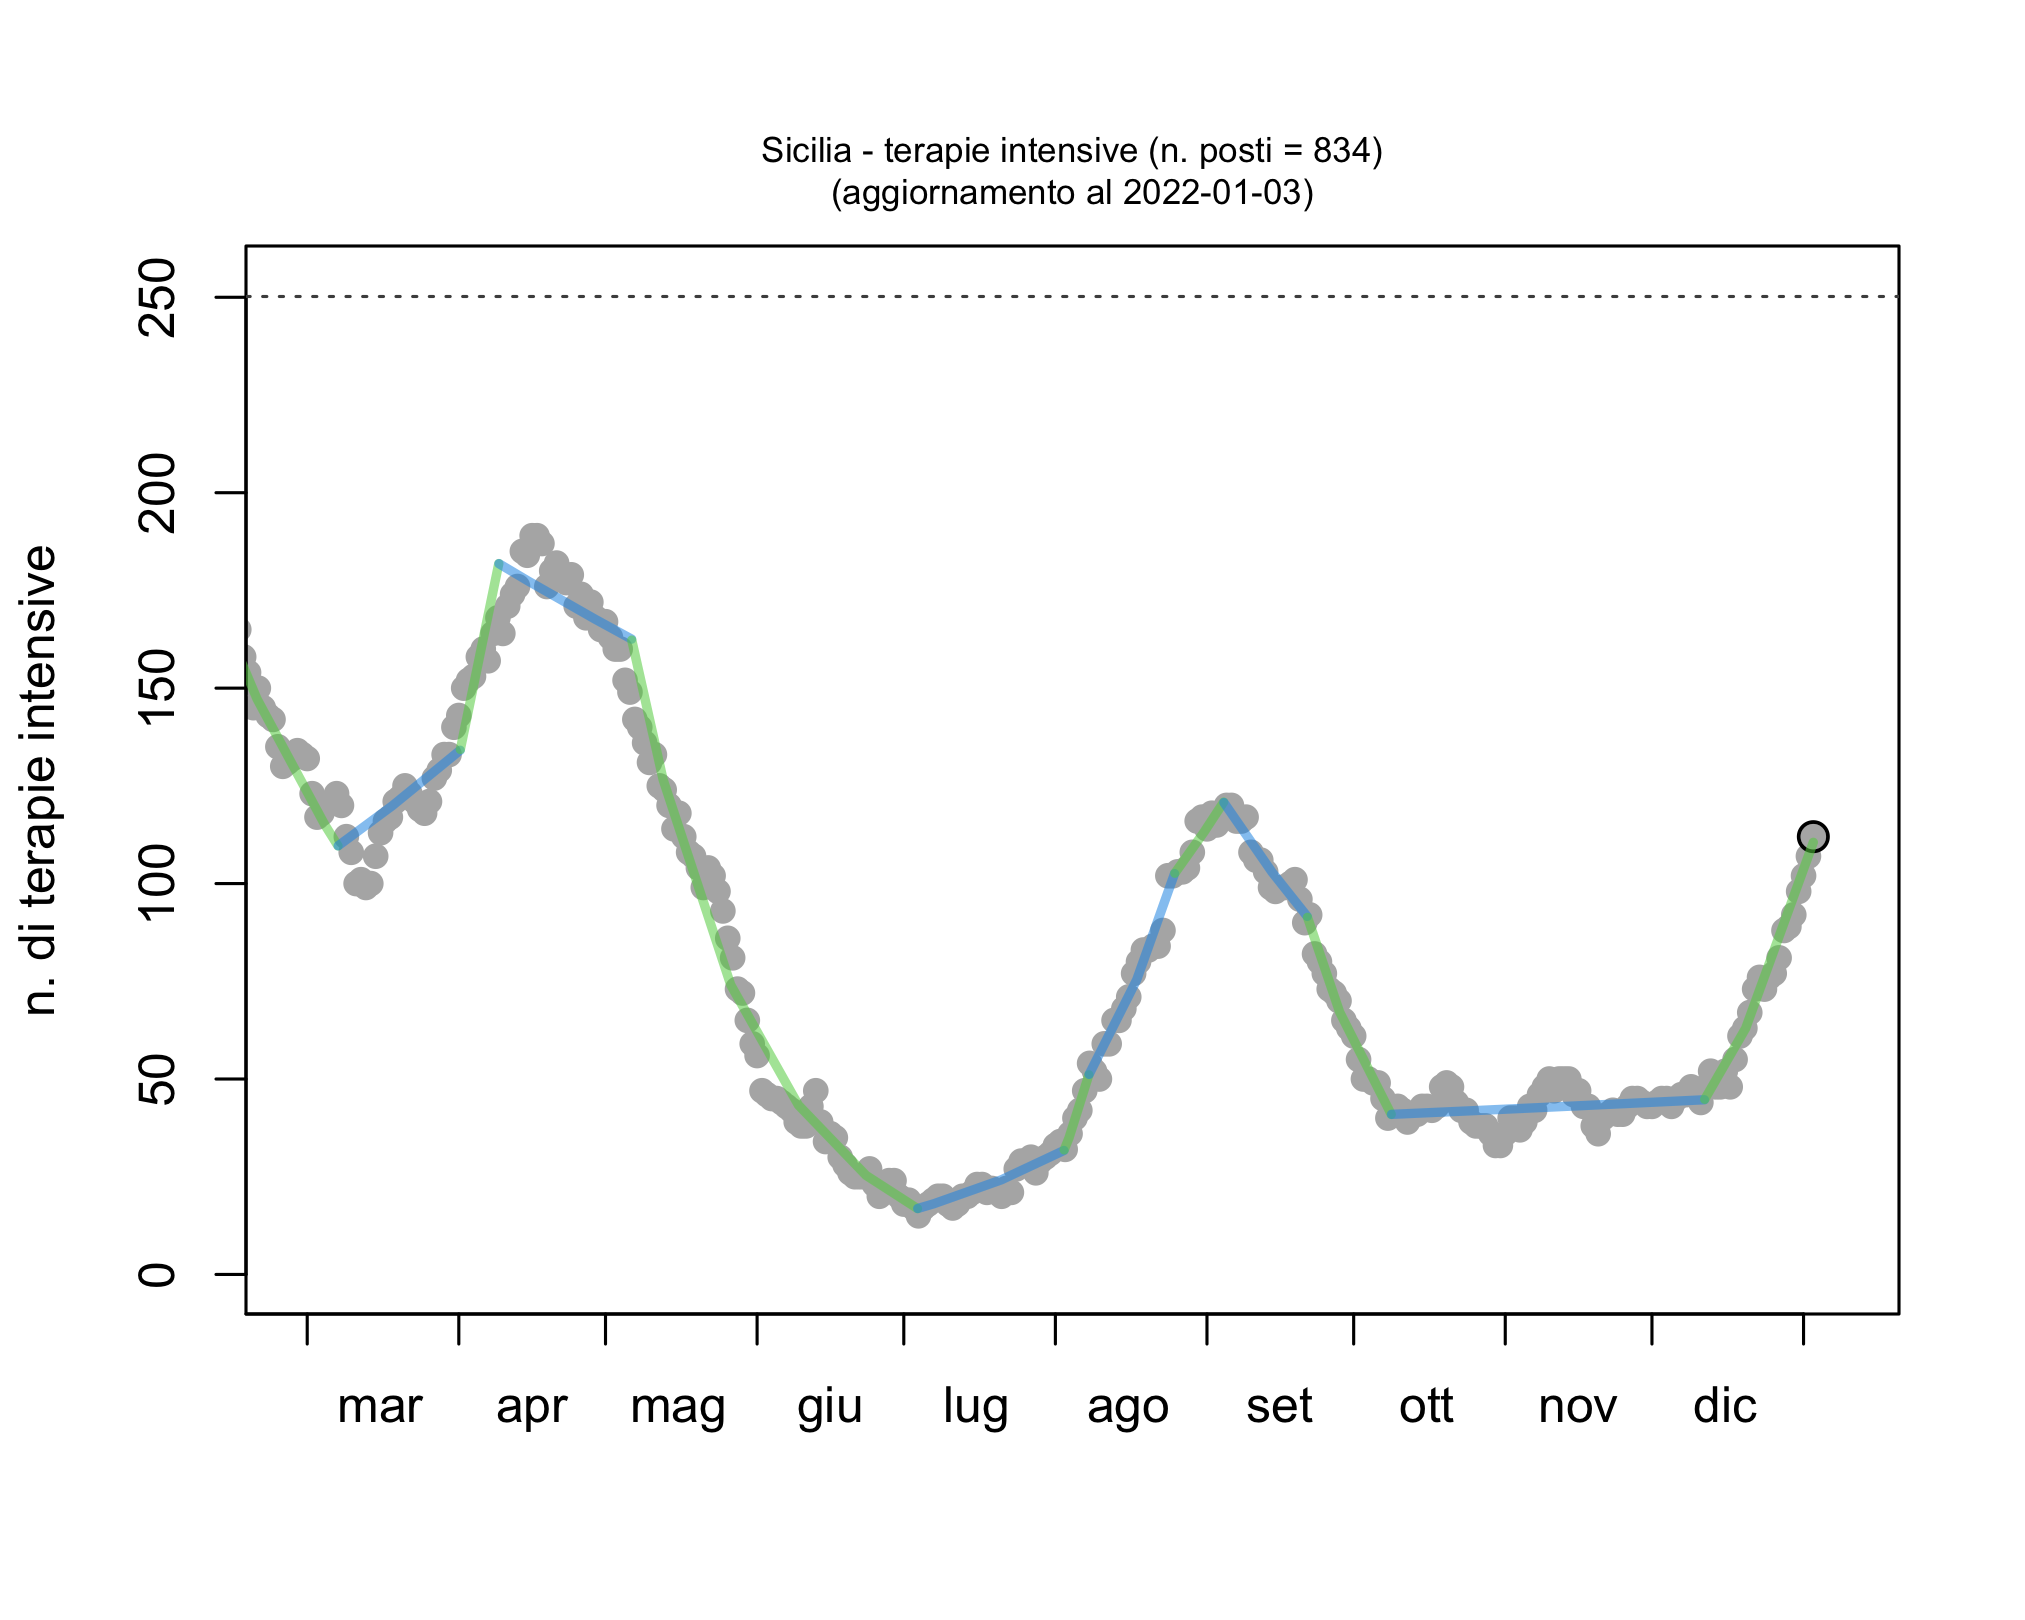 Sicilia - terapie intensive (n. posti = 834)
(aggiornamento al 2022-01-03)
n. di terapie intensive
250
200
150
100
50
0
mar apr mag giu lug ago set ott nov dic